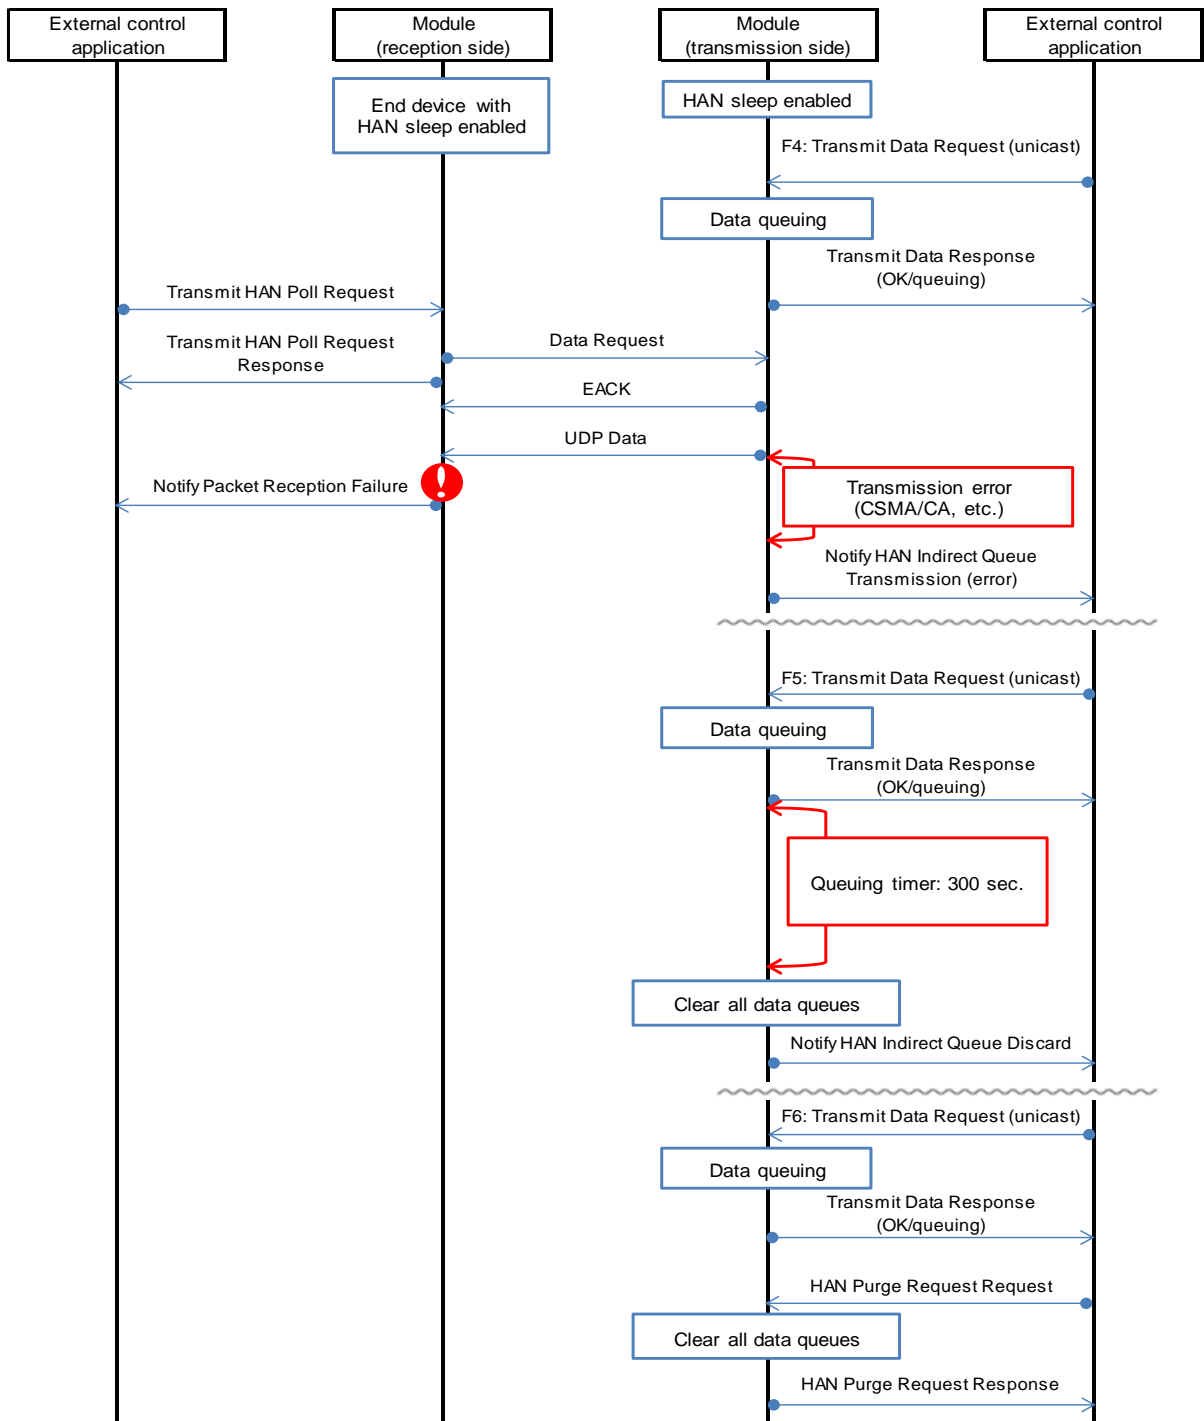 External control
application
Module
(reception side)
Module
(transmission side)
External control
application
End device with
HAN sleep enabled
HAN sleep enabled
F4: Transmit Data Request (unicast)
Data queuing
Transmit Data Response
(OK/queuing)
Transmit HAN Poll Request
Transmit HAN Poll Request
Response
Data Request
EACK
UDP Data
Notify Packet Reception Failure
Transmission error
(CSMA/CA, etc.)
Notify HAN Indirect Queue
Transmission (error)
F5: Transmit Data Request (unicast)
Data queuing
Transmit Data Response
(OK/queuing)
Queuing timer: 300 sec.
Clear all data queues
Notify HAN Indirect Queue Discard
F6: Transmit Data Request (unicast)
Data queuing
Transmit Data Response
(OK/queuing)
HAN Purge Request Request
Clear all data queues
HAN Purge Request Response